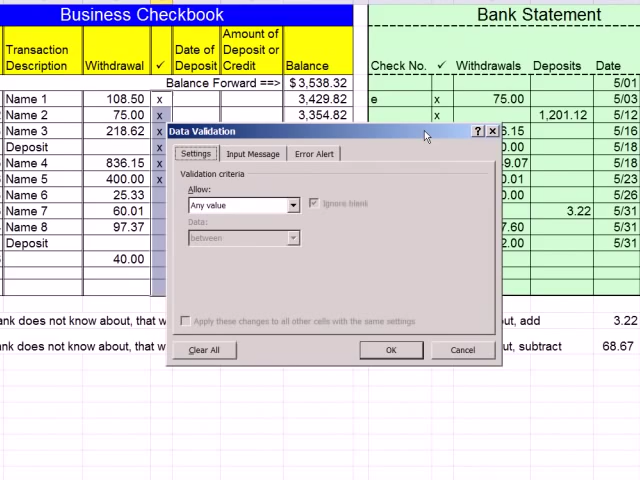 Business Checkbook
Bank Statement
Transaction Description
Withdrawal
✓
Date of Deposit
Amount of Deposit or Credit
Balance
Check No.
✓
Withdrawals
Deposits
Date
Balance Forward ==> $ 3,538.32
5/01
Name 1 108.50 x 3,429.82 e x 75.00 5/03
Name 2 75.00 x 3,354.82 x 1,201.12 5/12
Name 3 218.62 x 5/16
Deposit x 5/18
Name 4 836.15 x 5/18
Name 5 400.00 x 5/23
Name 6 25.33 5/26
Name 7 60.01 3.22 5/31
Name 8 97.37 5/31
Deposit 5/31
40.00
Data Validation
? ×
Settings
Input Message
Error Alert
Validation criteria
Allow:
Any value
Ignore blank
Data:
between
Apply these changes to all other cells with the same settings
Clear All
OK
Cancel
ank does not know about, that w
out, add 3.22
ank does not know about, that w
out, subtract 68.67